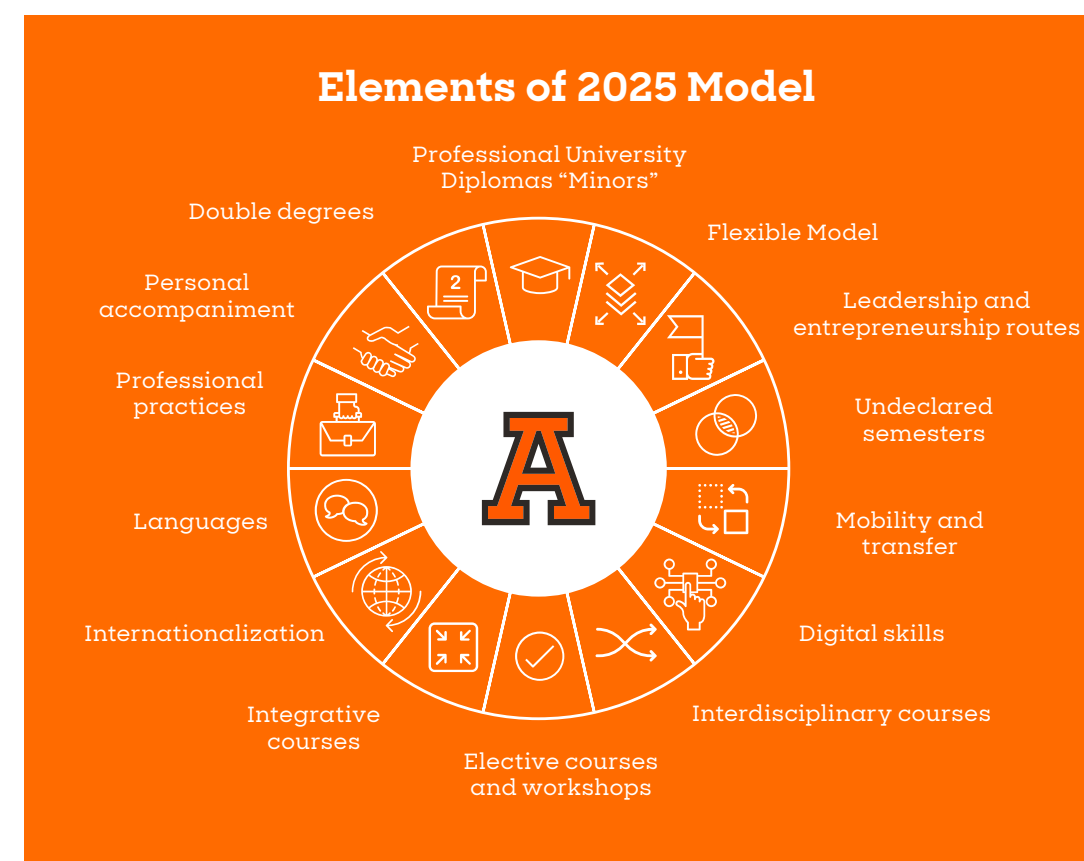 Elements of 2025 Model
Professional University
Diplomas “Minors”
Flexible Model
Leadership and
entrepreneurship routes
Undeclared
semesters
Mobility and
transfer
Digital skills
Interdisciplinary courses
Elective courses
and workshops
Integrative
courses
Internationalization
Languages
Professional
practices
Personal
accompaniment
Double degrees
2
A